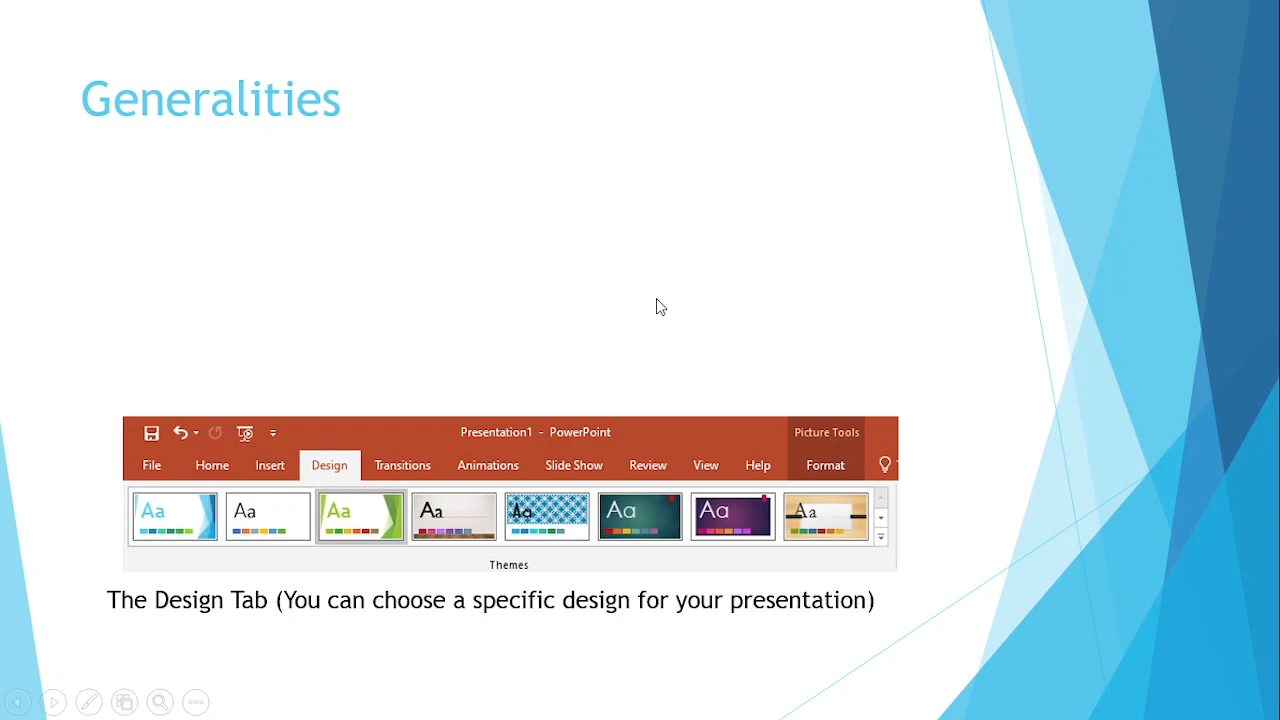 Generalities
Presentation1 - PowerPoint
Picture Tools
File Home Insert Design Transitions Animations Slide Show Review View Help Format
Aa Aa Aa Aa Aa Aa Aa Aa
Themes
The Design Tab (You can choose a specific design for your presentation)